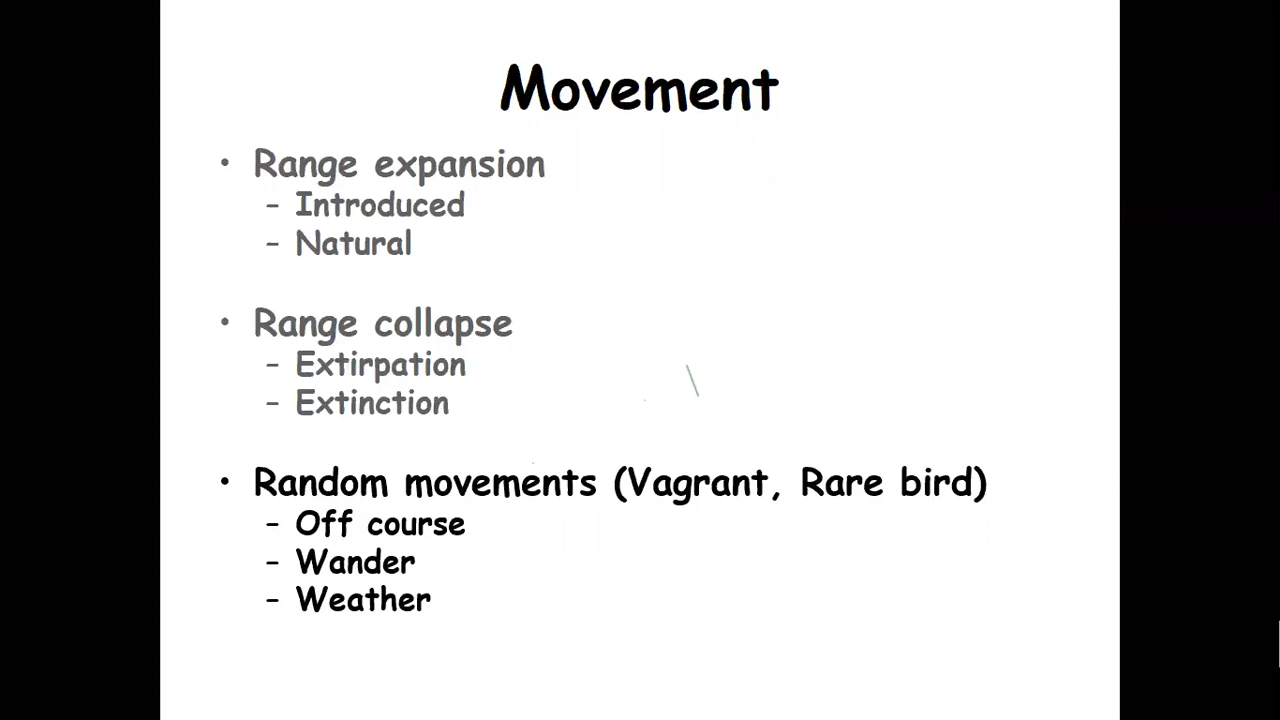 Movement
• Range expansion
– Introduced
– Natural
• Range collapse
– Extirpation
– Extinction
• Random movements (Vagrant, Rare bird)
– Off course
– Wander
– Weather